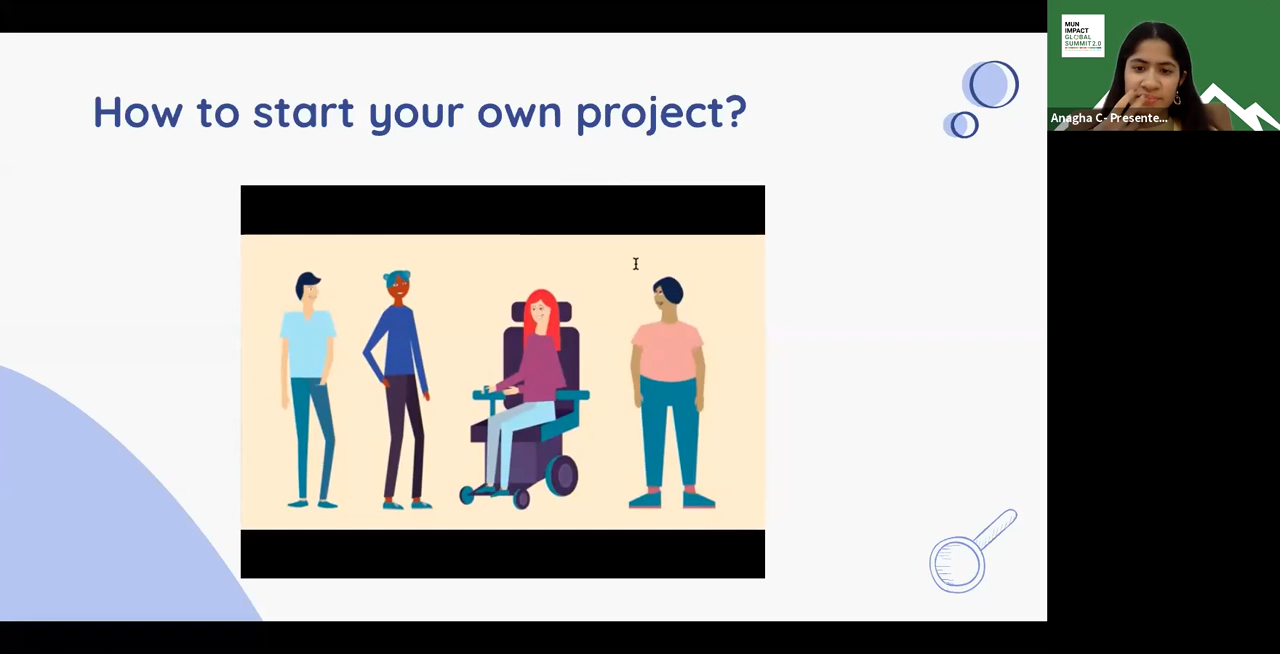 How to start your own project?
MUN
IMPACT
GLOBAL
SUMMIT 2.0
Anagha C- Presente...